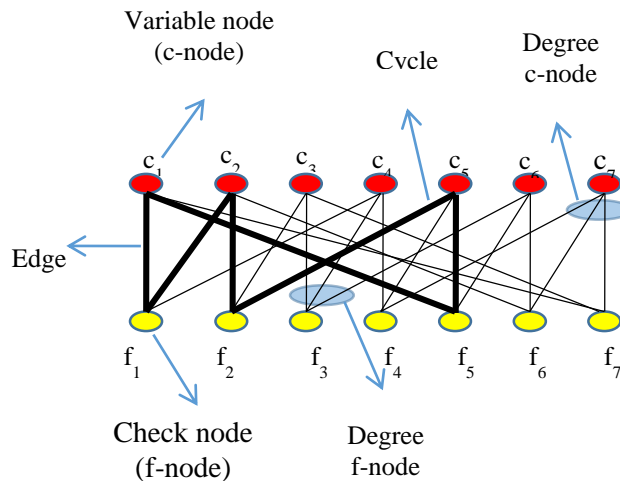 Variable node
(c-node)
Cvcle
Degree
c-node
c1 c2 c3 c4 c5 c6 c7
Edge
f1 f2 f3 f4 f5 f6 f7
Check node
(f-node)
Degree
f-node